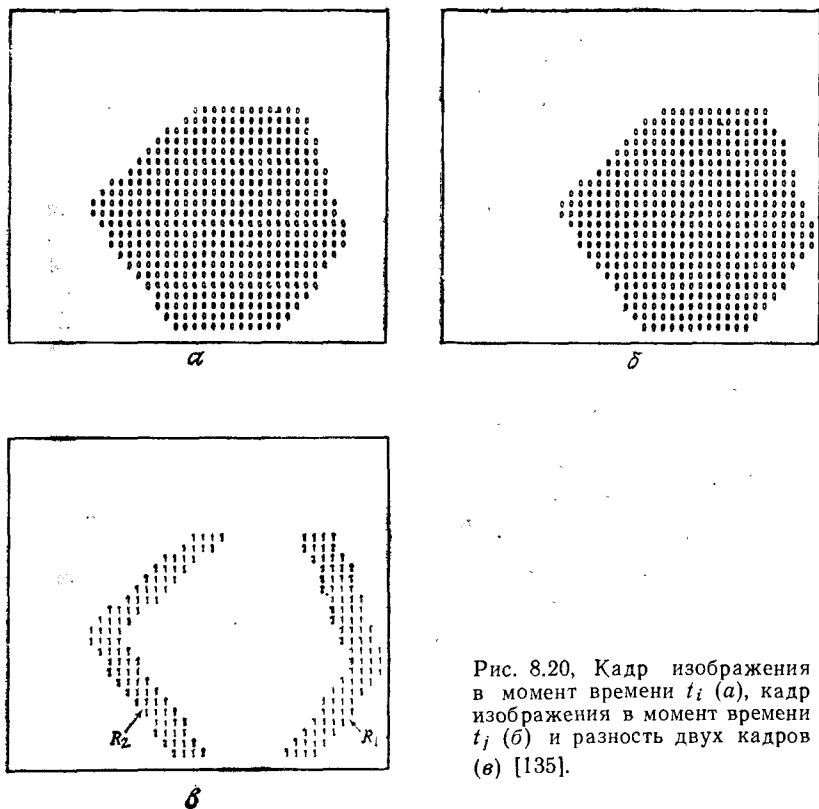 а
б
R₂
R₁
в
Рис. 8.20, Кадр изображения
в момент времени tᵢ (а), кадр
изображения в момент времени
tⱼ (б) и разность двух кадров
(в) [135].